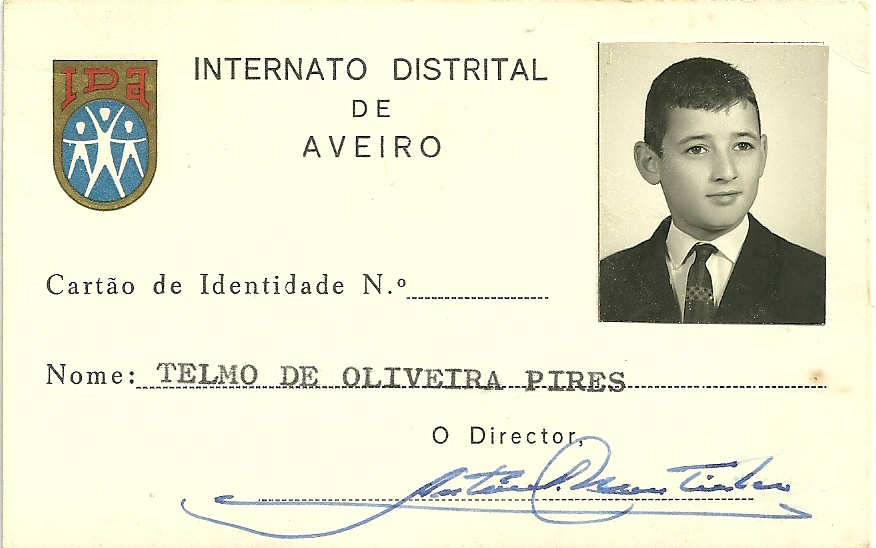 IDA
INTERNATO DISTRITAL
DE
AVEIRO
Cartão de Identidade N.º
Nome: TELMO DE OLIVEIRA PIRES
O Director,